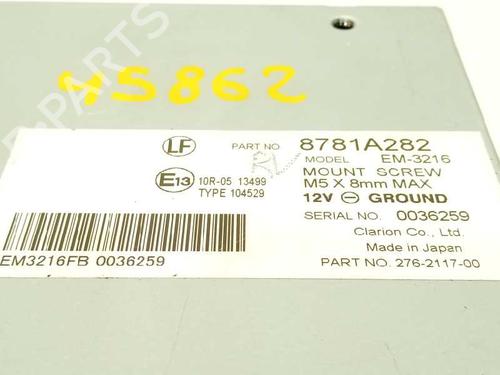 B-PARTS
45862
LF
PART NO 8781A282
MODEL EM-3216
MOUNT SCREW
M5 X 8mm MAX
12V ⊖ GROUND
SERIAL NO. 0036259
Clarion Co., Ltd.
Made in Japan
PART NO. 276-2117-00
E13 10R-05 13499
TYPE 104529
EM3216FB 0036259